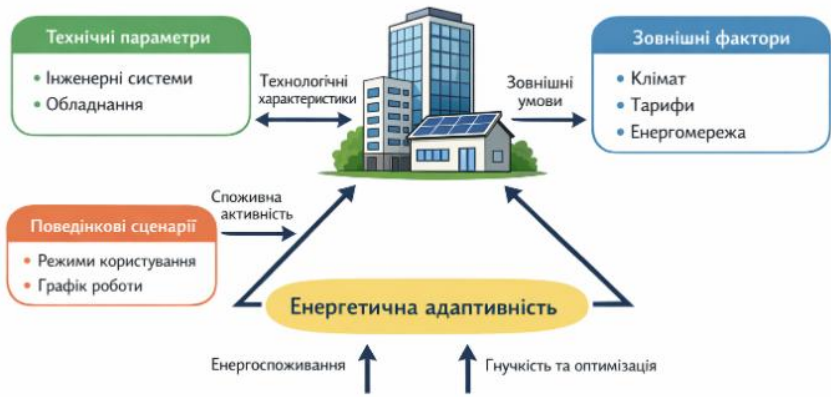 Технічні параметри
• Інженерні системи
• Обладнання
Технологічні
характеристики
Зовнішні
умови
Зовнішні фактори
• Клімат
• Тарифи
• Енергомережа
Споживна
активність
Поведінкові сценарії
• Режими користування
• Графік роботи
Енергетична адаптивність
Енергоспоживання
Гнучкість та оптимізація